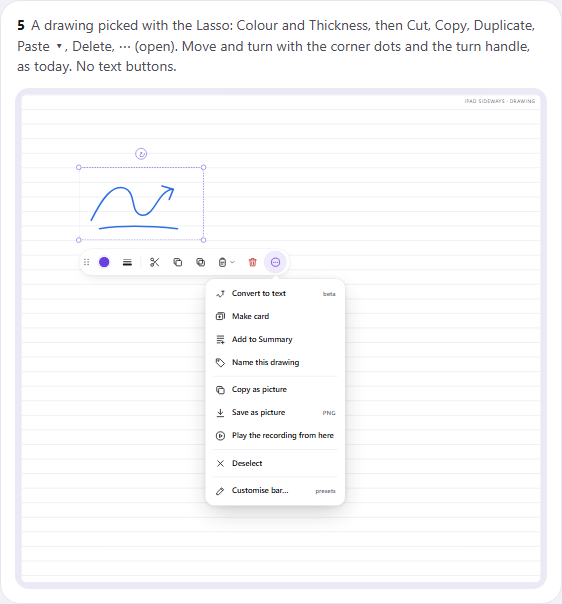 5 A drawing picked with the Lasso: Colour and Thickness, then Cut, Copy, Duplicate,
Paste ▾, Delete, ··· (open). Move and turn with the corner dots and the turn handle,
as today. No text buttons.
IPAD SIDEWAYS · DRAWING
Convert to text beta
Make card
Add to Summary
Name this drawing
Copy as picture
Save as picture PNG
Play the recording from here
Deselect
Customise bar... presets